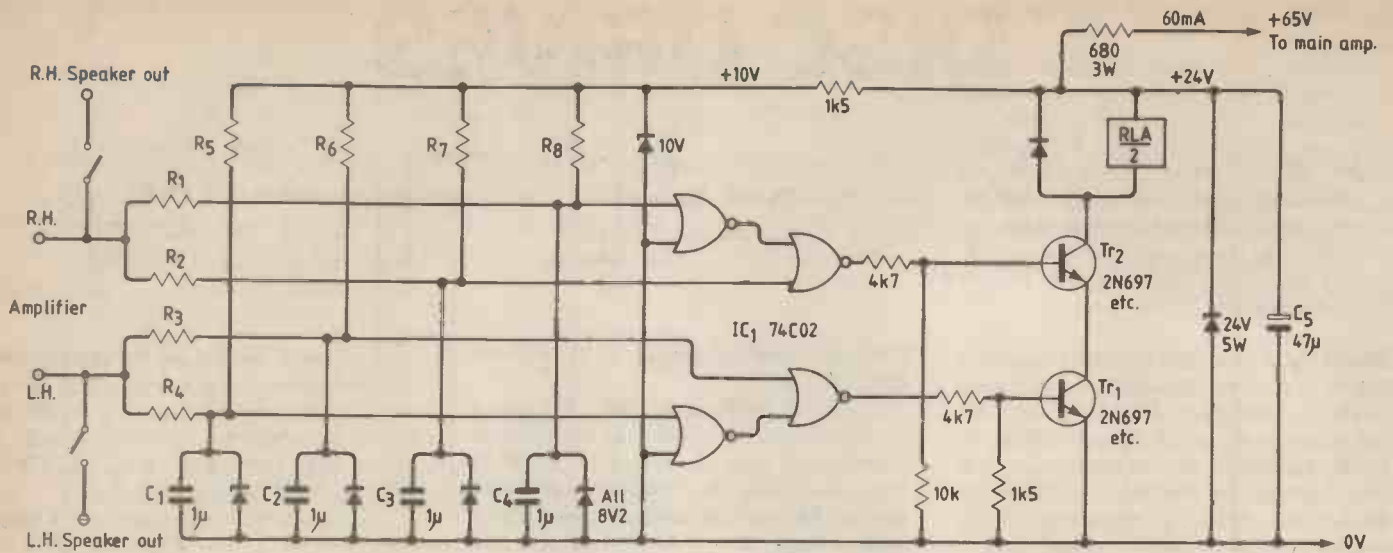 60mA
+65V
To main amp.
680
3W
R.H. Speaker out
+10V
+24V
1k5
R5
R6
R7
R8
10V
RLA
2
R1
R.H.
R2
Tr2
2N697
etc.
4k7
Amplifier
R3
IC1 74C02
24V
5W
C5
47μ
L.H.
R4
Tr1
2N697
etc.
4k7
C1
1μ
C2
1μ
C3
1μ
C4
1μ
All
8V2
10k
1k5
L.H. Speaker out
0V